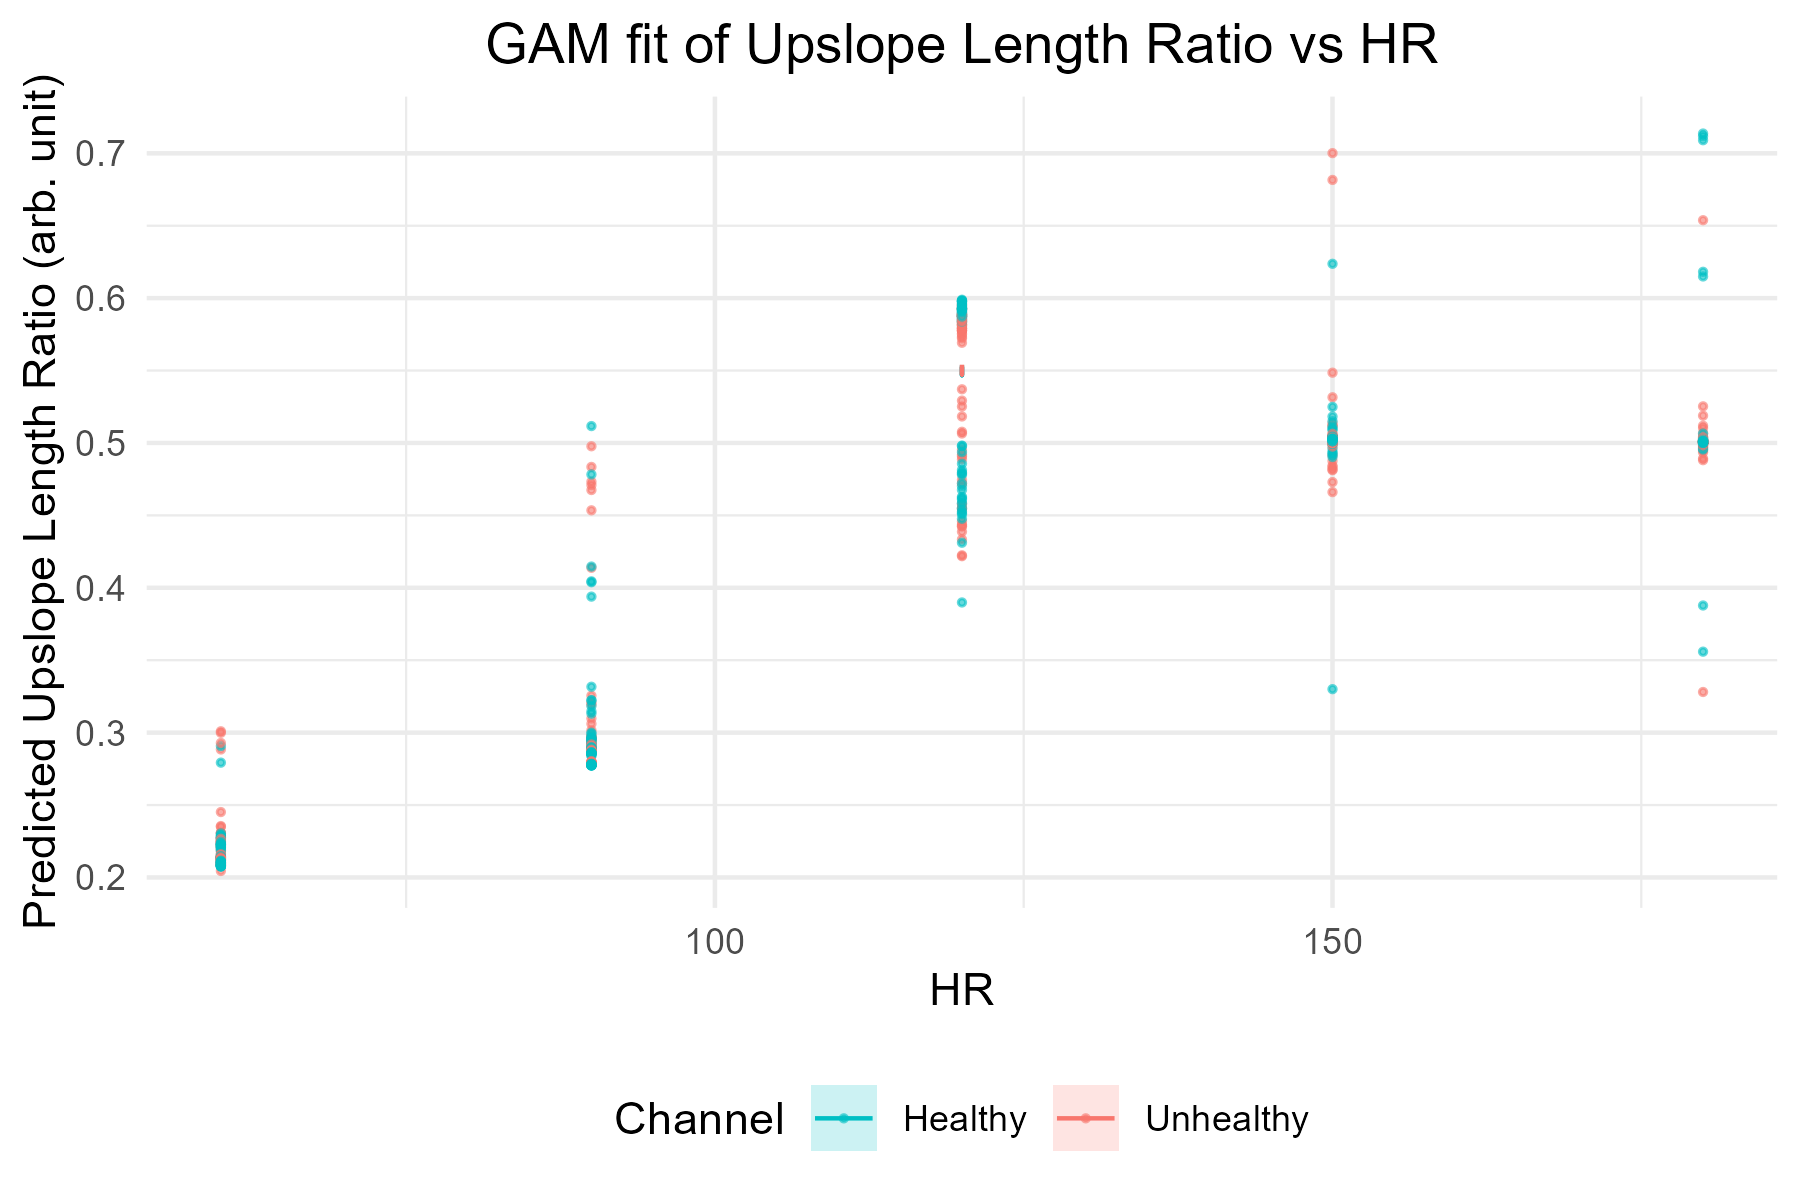 GAM fit of Upslope Length Ratio vs HR
Predicted Upslope Length Ratio (arb. unit)
0.7
0.6
0.5
0.4
0.3
0.2
100
150
HR
Channel
Healthy
Unhealthy